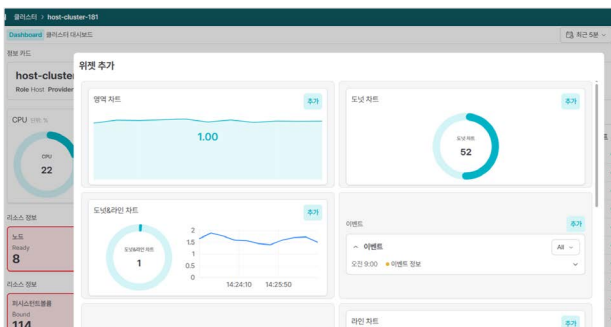 클러스터 > host-cluster-181
Dashboard 클러스터 대시보드
최근 5분
정보 카드
host-cluste
Role Host Provider
CPU 단위: %
CPU
22
리소스 정보
노드
Ready
8
리소스 정보
퍼시스턴트볼륨
Bound
114
위젯 추가
영역 차트
추가
1.00
도넛 차트
추가
도넛 차트
52
도넛&라인 차트
추가
도넛&라인 차트
1
2
1.5
1
0.5
0
14:24:10 14:25:50
이벤트
추가
이벤트
All
오전 9:00 이벤트 정보
라인 차트
추가